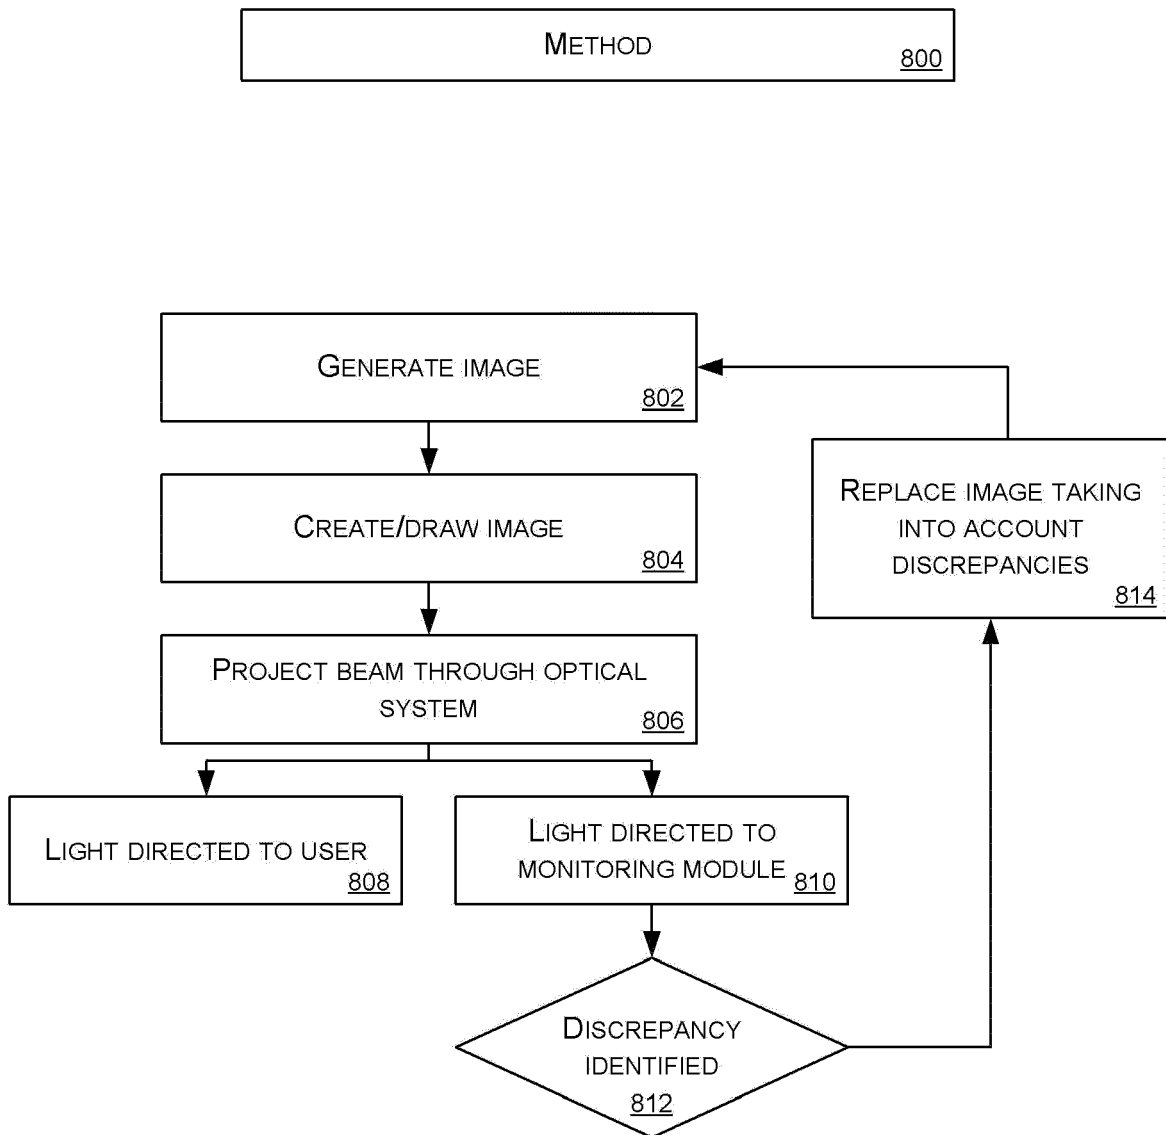 METHOD
800
GENERATE IMAGE
802
CREATE/DRAW IMAGE
804
PROJECT BEAM THROUGH OPTICAL
SYSTEM
806
LIGHT DIRECTED TO USER
808
LIGHT DIRECTED TO
MONITORING MODULE
810
DISCREPANCY
IDENTIFIED
812
REPLACE IMAGE TAKING
INTO ACCOUNT
DISCREPANCIES
814